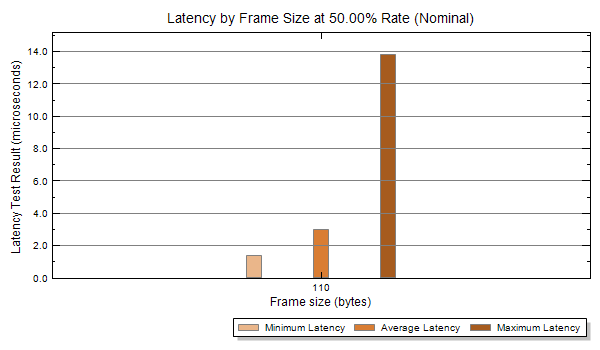 Latency by Frame Size at 50.00% Rate (Nominal)
Latency Test Result (microseconds)
14.0
12.0
10.0
8.0
6.0
4.0
2.0
0.0
110
Frame size (bytes)
Minimum Latency Average Latency Maximum Latency